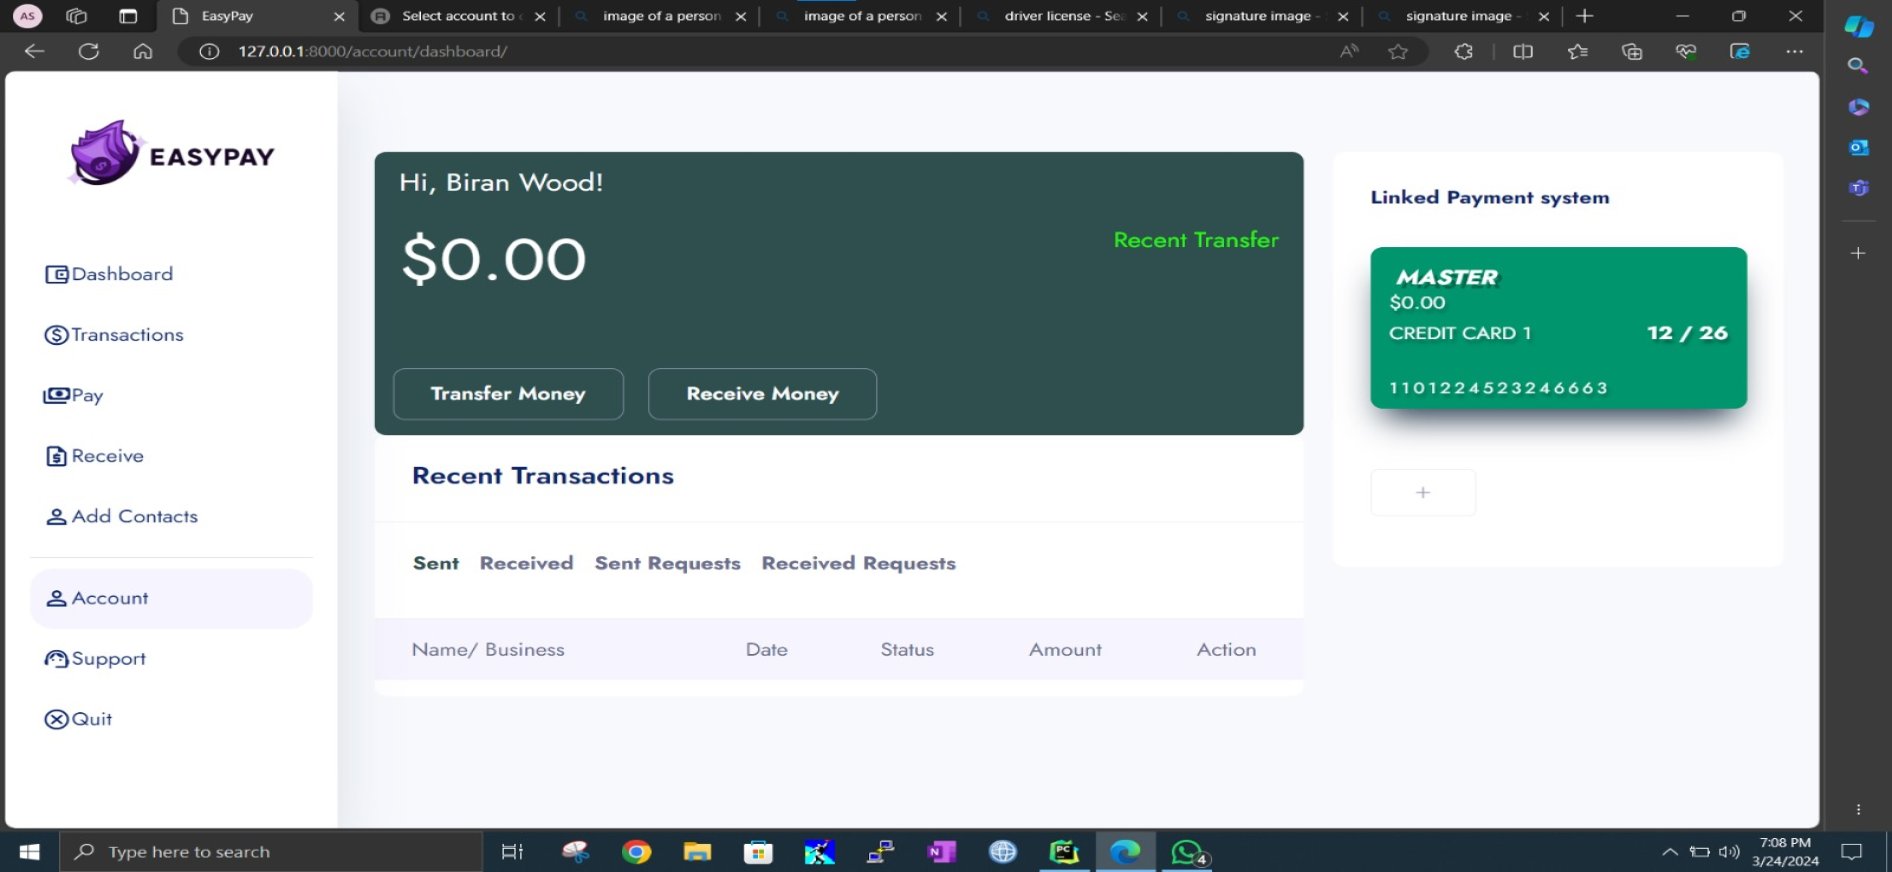 AS
EasyPay
Select account to
image of a person
image of a person
driver license - Sea
signature image -
signature image -
127.0.0.1:8000/account/dashboard/
EASYPAY
Dashboard
Transactions
Pay
Receive
Add Contacts
Account
Support
Quit
Hi, Biran Wood!
$0.00
Recent Transfer
Transfer Money
Receive Money
Recent Transactions
Sent Received Sent Requests Received Requests
Name/ Business Date Status Amount Action
Linked Payment system
MASTER
$0.00
CREDIT CARD 1 12 / 26
1101224523246663
+
Type here to search
4
7:08 PM
3/24/2024